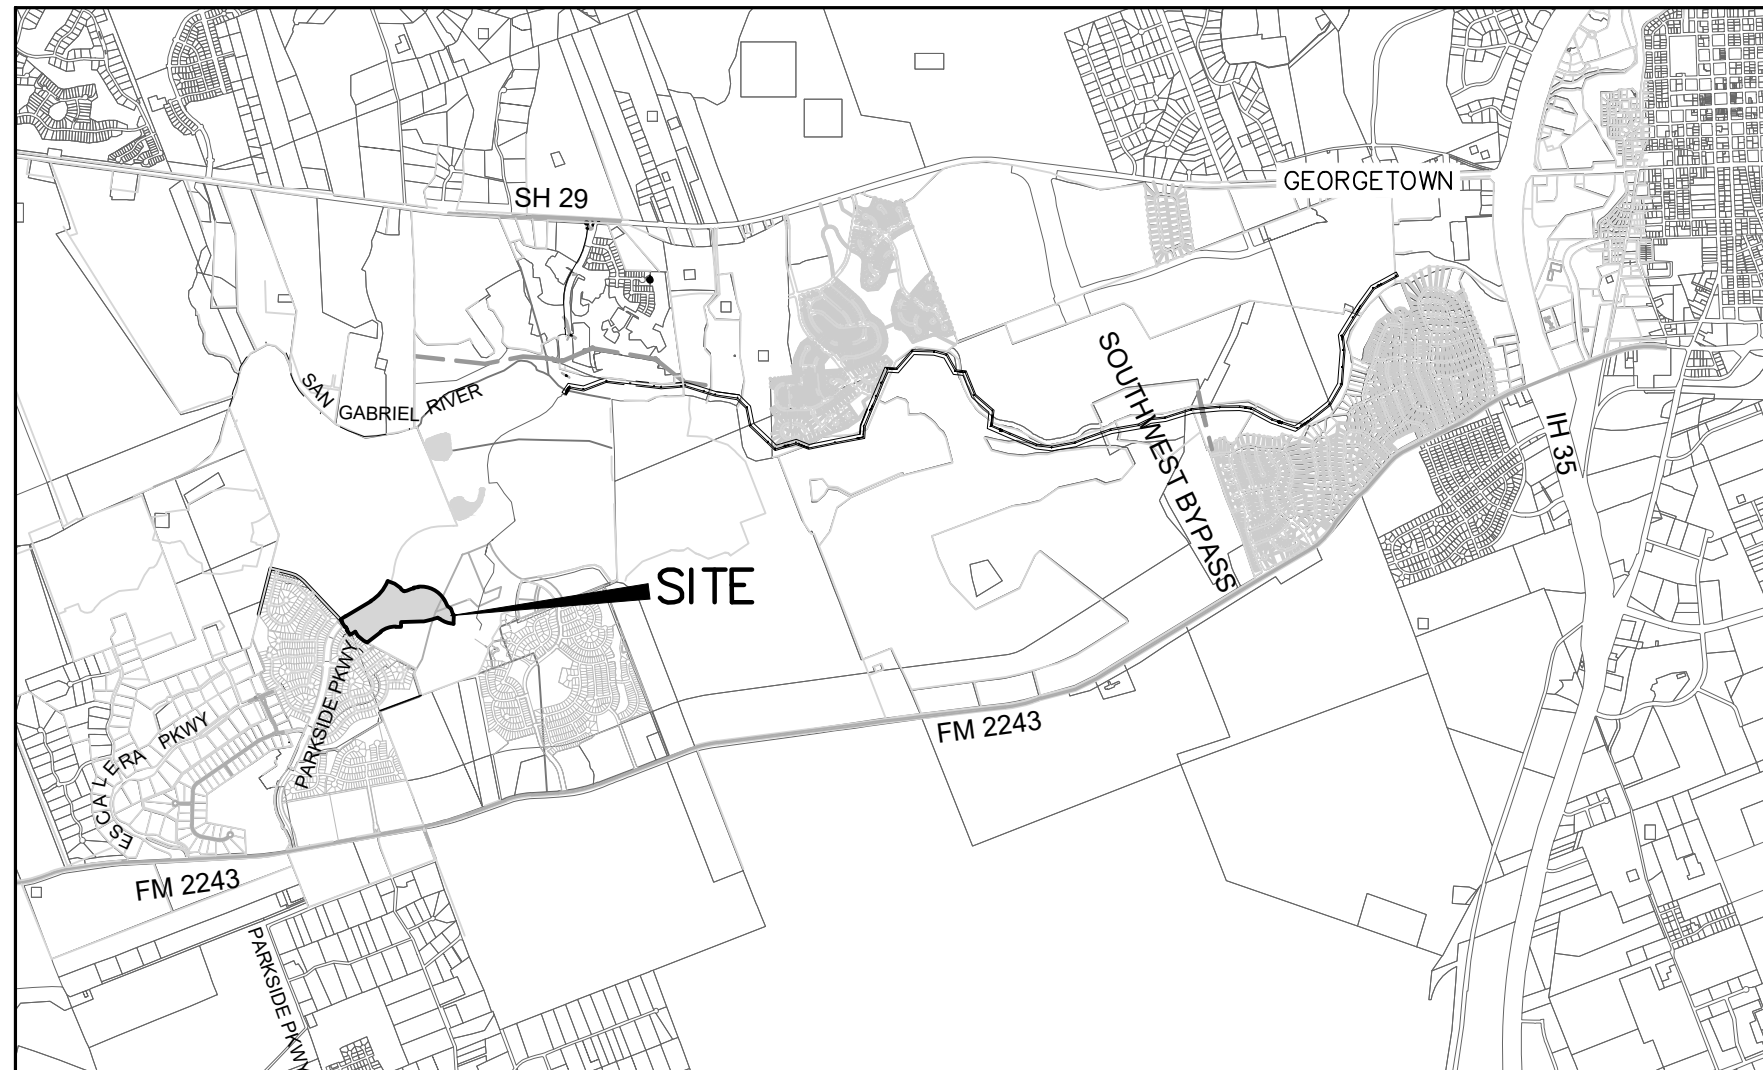 SH 29
GEORGETOWN
SAN
GABRIEL
RIVER
SOUTHWEST BYPASS
IH 35
SITE
PARKSIDE PKWY
ESCALERA PKWY
FM 2243
FM 2243
PARKSIDE PKWY